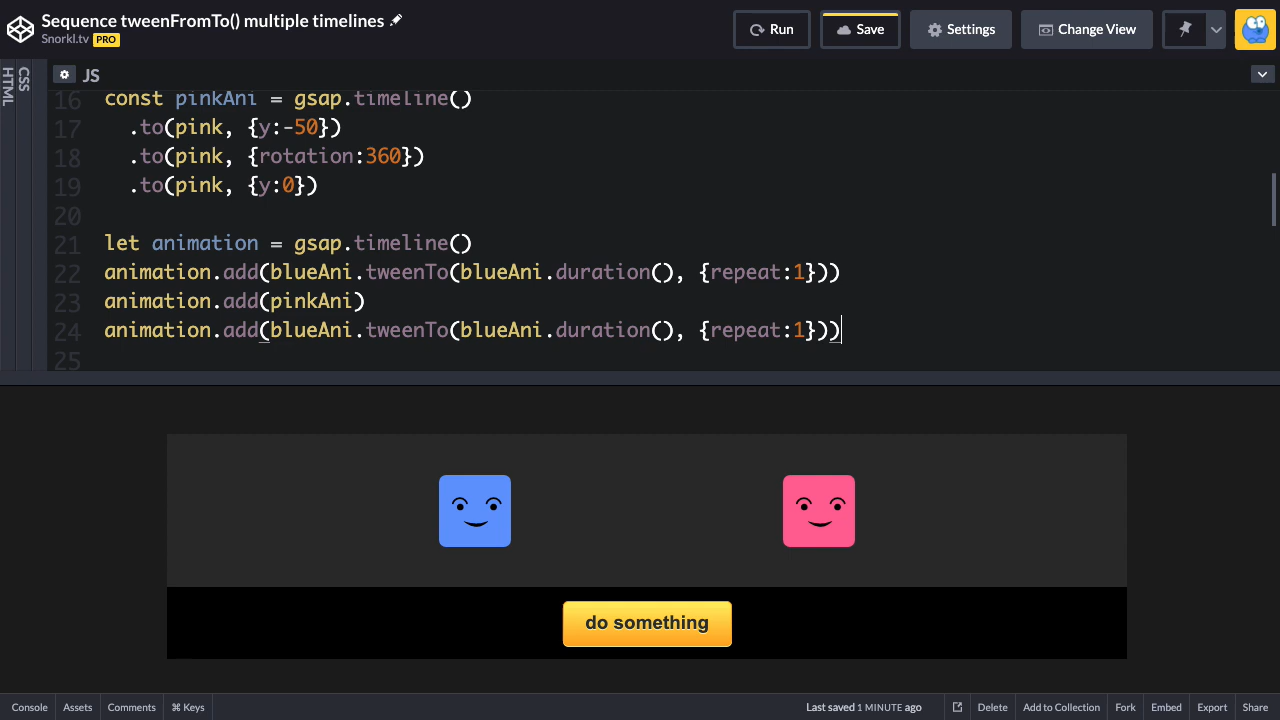 Sequence tweenFromTo() multiple timelines
Snorkl.tv PRO
Run
Save
Settings
Change View
HTML
CSS
JS
16 const pinkAni = gsap.timeline()
17 .to(pink, {y:-50})
18 .to(pink, {rotation:360})
19 .to(pink, {y:0})
20
21 let animation = gsap.timeline()
22 animation.add(blueAni.tweenTo(blueAni.duration(), {repeat:1}))
23 animation.add(pinkAni)
24 animation.add(blueAni.tweenTo(blueAni.duration(), {repeat:1}))
25
do something
Console Assets Comments ⌘ Keys Last saved 1 MINUTE ago Delete Add to Collection Fork Embed Export Share